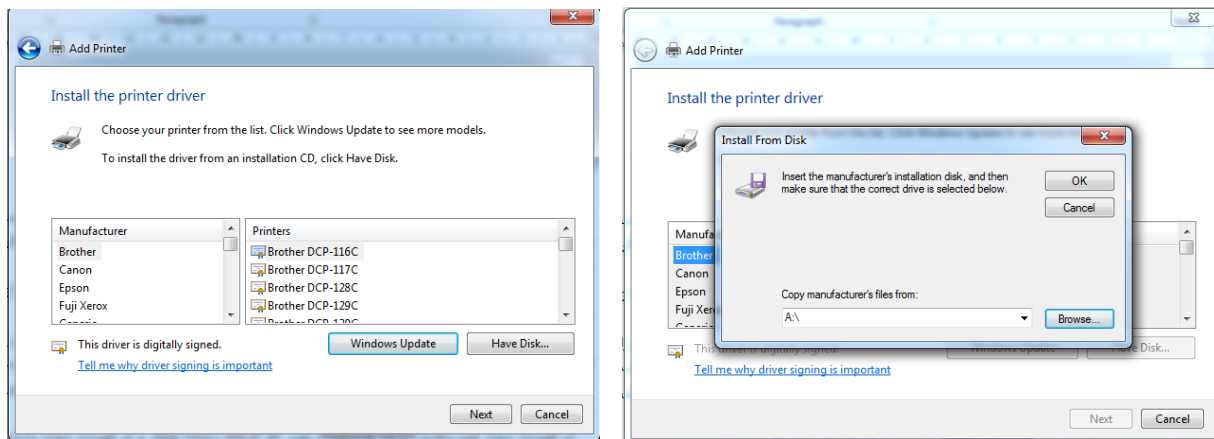 Add Printer
Install the printer driver
Choose your printer from the list. Click Windows Update to see more models.
To install the driver from an installation CD, click Have Disk.
Manufacturer
Brother
Canon
Epson
Fuji Xerox
Printers
Brother DCP-116C
Brother DCP-117C
Brother DCP-128C
Brother DCP-129C
This driver is digitally signed.
Windows Update
Have Disk...
Tell me why driver signing is important
Next
Cancel
Add Printer
Install the printer driver
Install From Disk
Insert the manufacturer's installation disk, and then
make sure that the correct drive is selected below.
OK
Cancel
Manufa
Brother
Canon
Epson
Fuji Xer
Copy manufacturer's files from:
A:\
Browse...
This driver is digitally signed.
Windows Update
Have Disk...
Tell me why driver signing is important
Next
Cancel